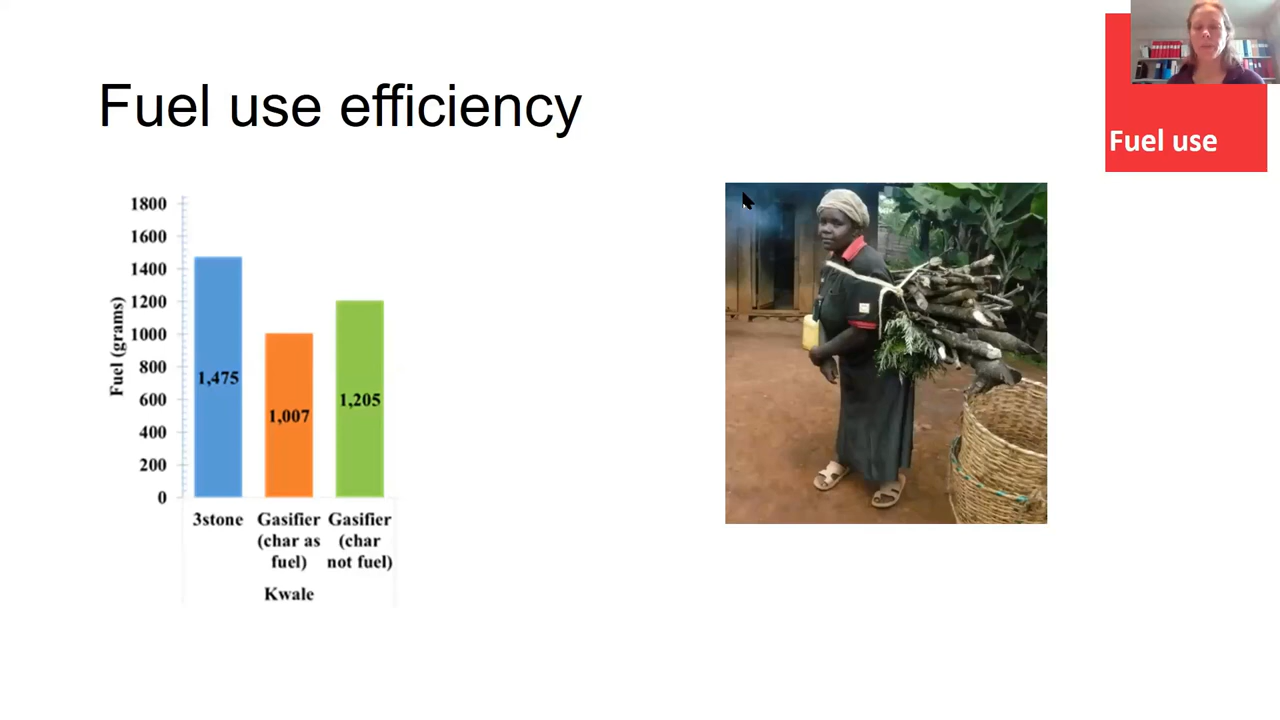 Fuel use efficiency
Fuel use
Fuel (grams)
1800
1600
1400
1200
1000
800
600
400
200
0
1,475
1,007
1,205
3stone
Gasifier
(char as
fuel)
Gasifier
(char
not fuel)
Kwale